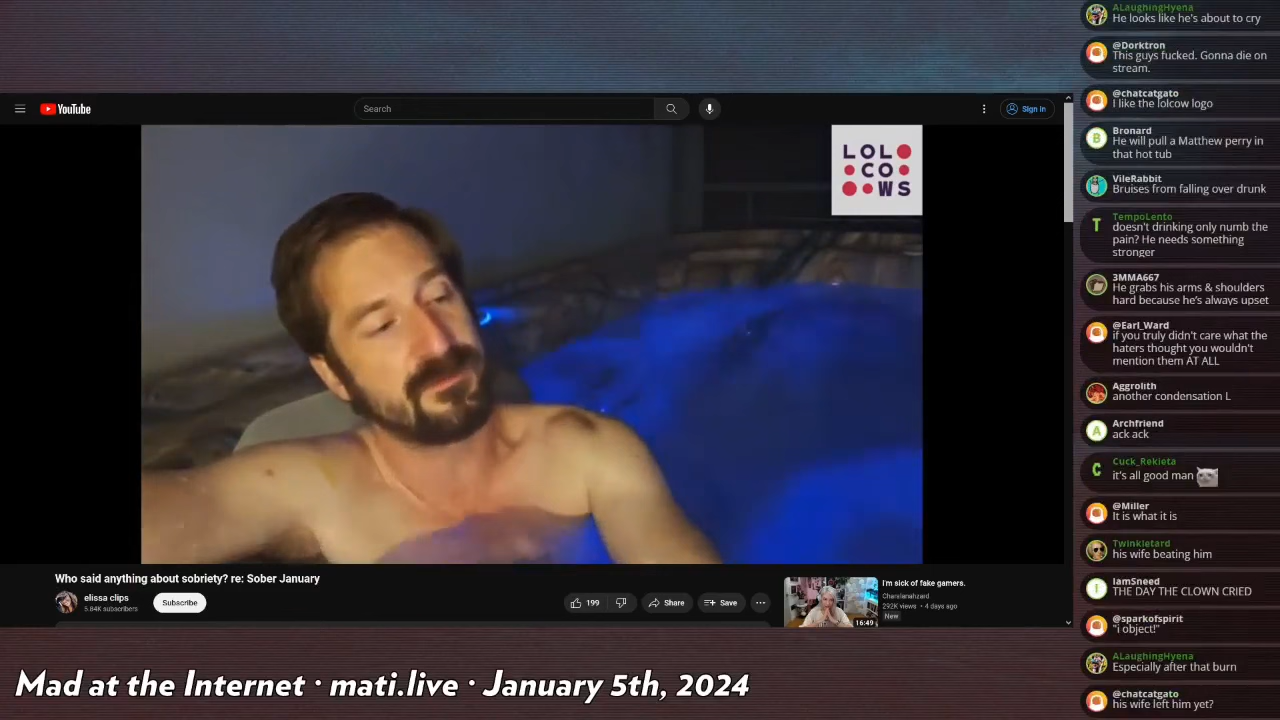 YouTube
Search
Sign in
LOL
CO
WS
Who said anything about sobriety? re: Sober January
elissa clips
5.84K subscribers
Subscribe
199
Share
Save
16:49
I'm sick of fake gamers.
Charslanahzard
292K views • 4 days ago
New
Mad at the Internet · mati.live · January 5th, 2024
ALaughingHyena
He looks like he's about to cry
@Dorktron
This guys fucked. Gonna die on
stream.
@chatcatgato
I like the lolcow logo
B
Bronard
He will pull a Matthew perry in
that hot tub
VileRabbit
Bruises from falling over drunk
T
TempoLento
doesn't drinking only numb the
pain? He needs something
stronger
3MMA667
He grabs his arms & shoulders
hard because he's always upset
@Earl_Ward
if you truly didn't care what the
haters thought you wouldn't
mention them AT ALL
Aggrolith
another condensation L
A
Archfriend
ack ack
C
Cuck_Rekieta
it's all good man
@Miller
It is what it is
Twinkletard
his wife beating him
I
IamSneed
THE DAY THE CLOWN CRIED
@sparkofspirit
"i object!"
ALaughingHyena
Especially after that burn
@chatcatgato
his wife left him yet?